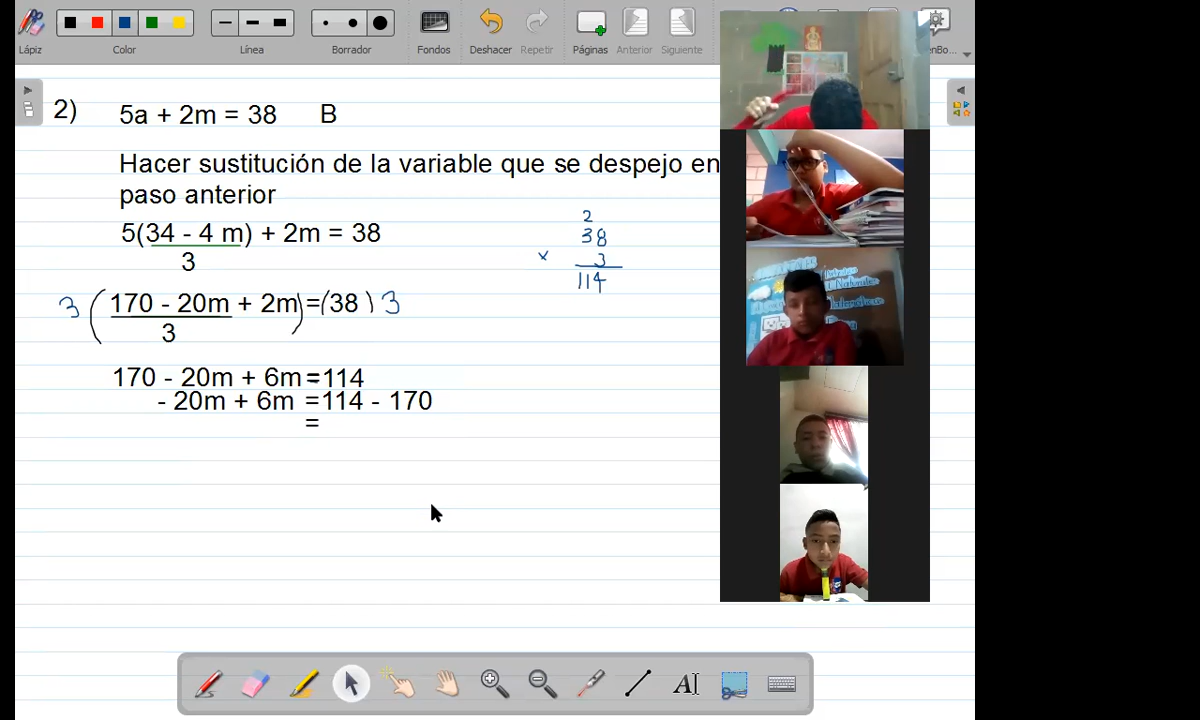 Lápiz
Color
Línea
Borrador
Fondos
Deshacer
Repetir
Páginas
Anterior
Siguiente
2) 5a + 2m = 38 B
Hacer sustitución de la variable que se despejo en
paso anterior
5(34 - 4 m) + 2m = 38
3
2
38
x 3
114
3 (170 - 20m + 2m) = (38) 3
3
170 - 20m + 6m = 114
- 20m + 6m = 114 - 170
=